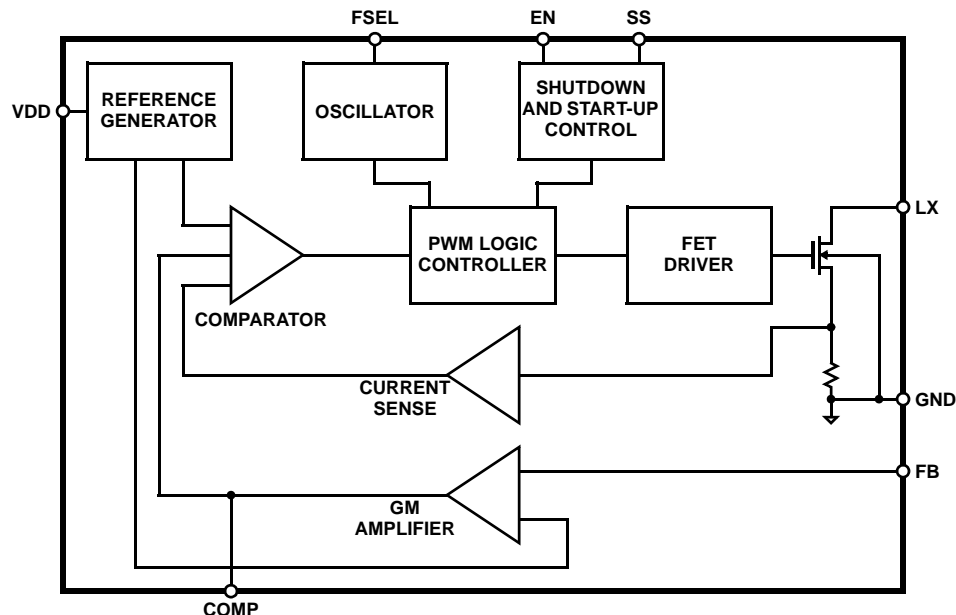 FSEL
EN
SS
VDD
REFERENCE
GENERATOR
OSCILLATOR
SHUTDOWN
AND START-UP
CONTROL
LX
PWM LOGIC
CONTROLLER
FET
DRIVER
COMPARATOR
CURRENT
SENSE
GND
FB
GM
AMPLIFIER
COMP